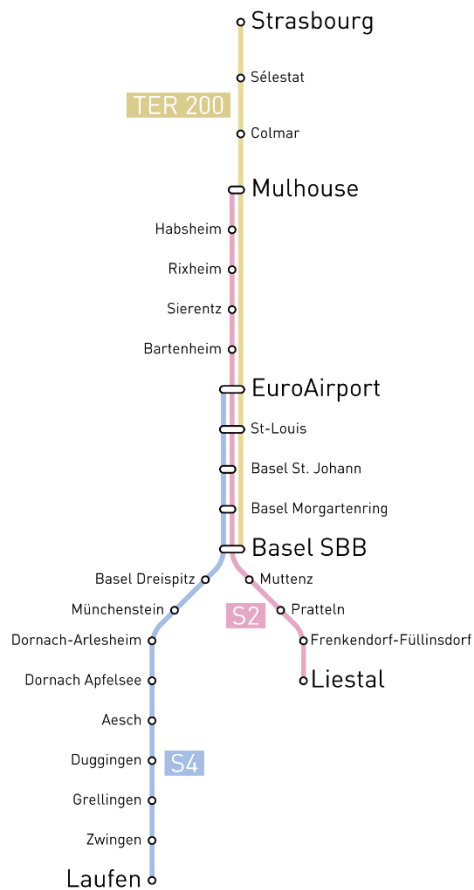 Strasbourg
Sélestat
TER 200
Colmar
Mulhouse
Habsheim
Rixheim
Sierentz
Bartenheim
EuroAirport
St-Louis
Basel St. Johann
Basel Morgartenring
Basel SBB
Basel Dreispitz
Muttenz
Münchenstein
S2
Pratteln
Dornach-Arlesheim
Frenkendorf-Füllinsdorf
Dornach Apfelsee
Liestal
Aesch
Duggingen
S4
Grellingen
Zwingen
Laufen